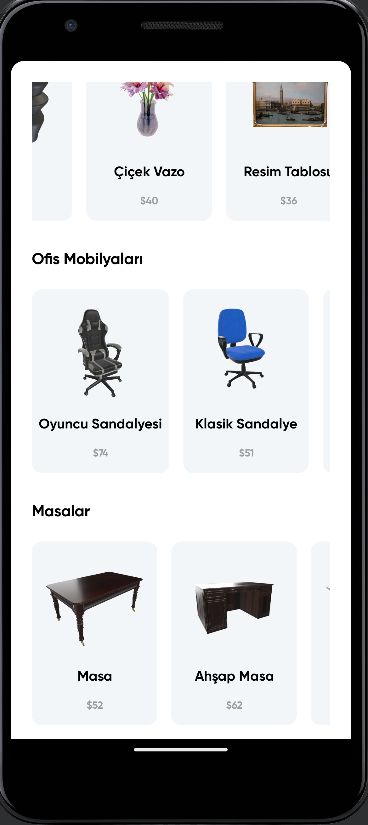 Çiçek Vazo
$40
Resim Tablosu
$36
Ofis Mobilyaları
Oyuncu Sandalyesi
$74
Klasik Sandalye
$51
Masalar
Masa
$52
Ahşap Masa
$62